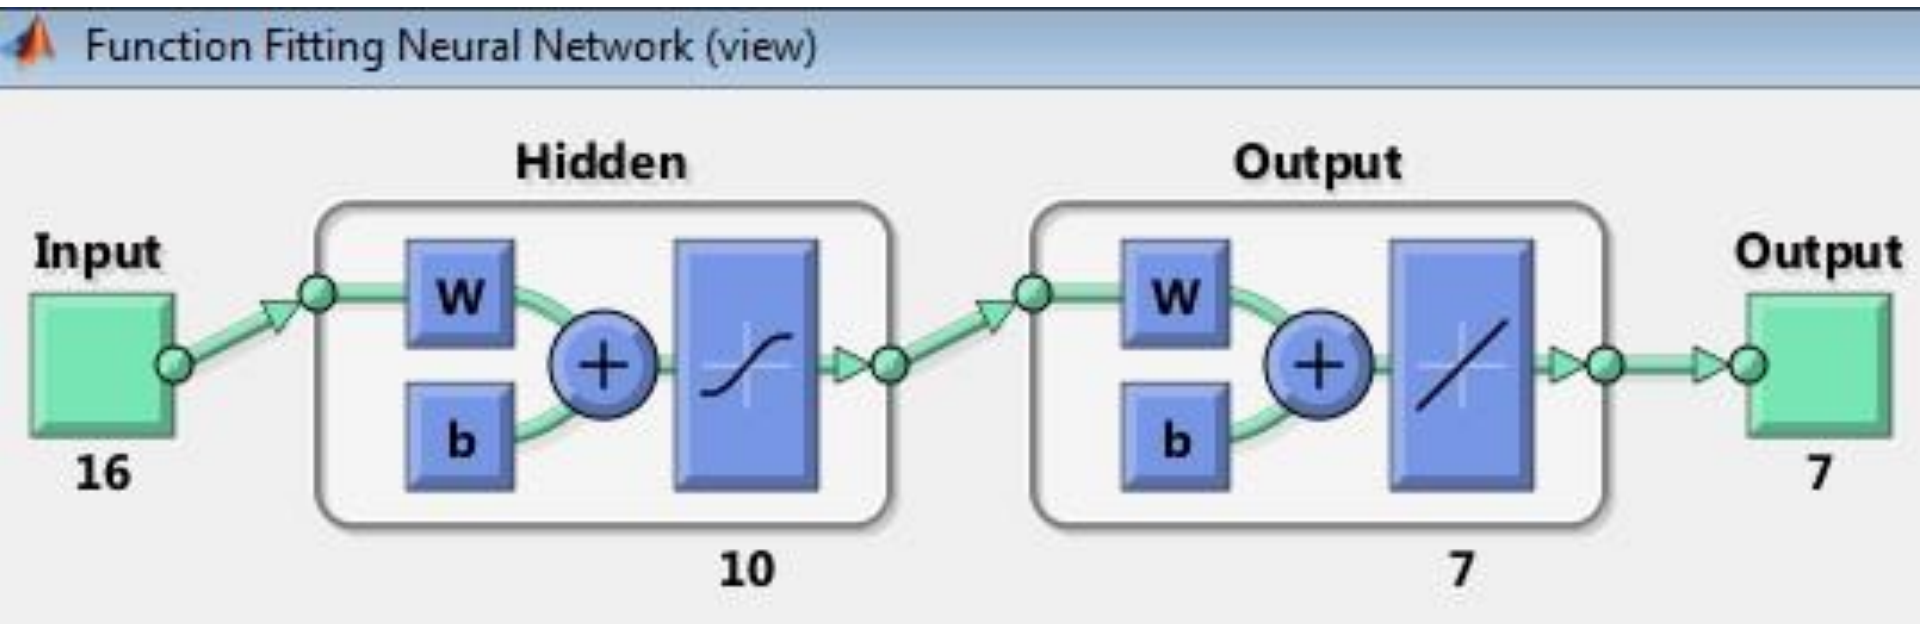 Function Fitting Neural Network (view)
Hidden
Output
Input
Output
W
W
b
b
16
7
10
7